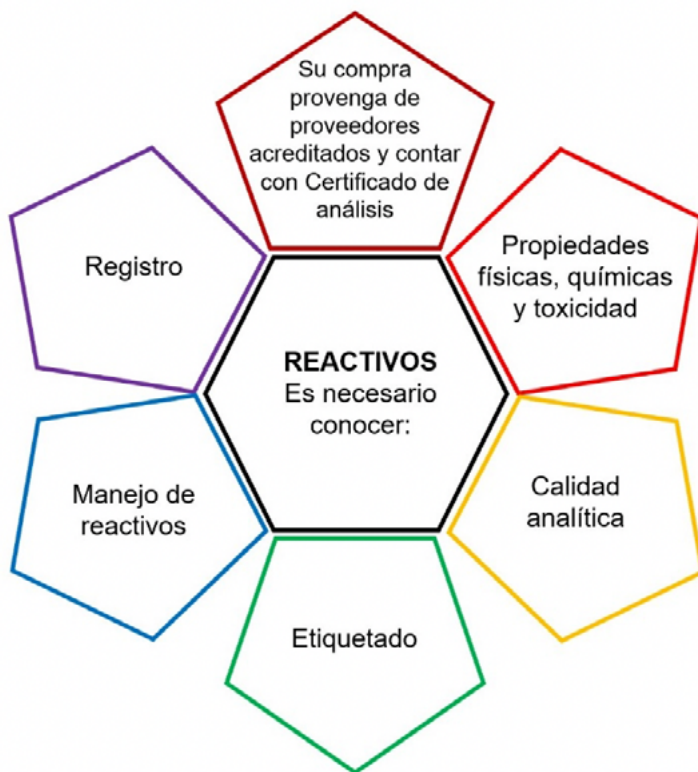 Su compra
provenga de
proveedores
acreditados y contar
con Certificado de
análisis
Registro
Propiedades
físicas, químicas
y toxicidad
REACTIVOS
Es necesario
conocer:
Manejo de
reactivos
Calidad
analítica
Etiquetado